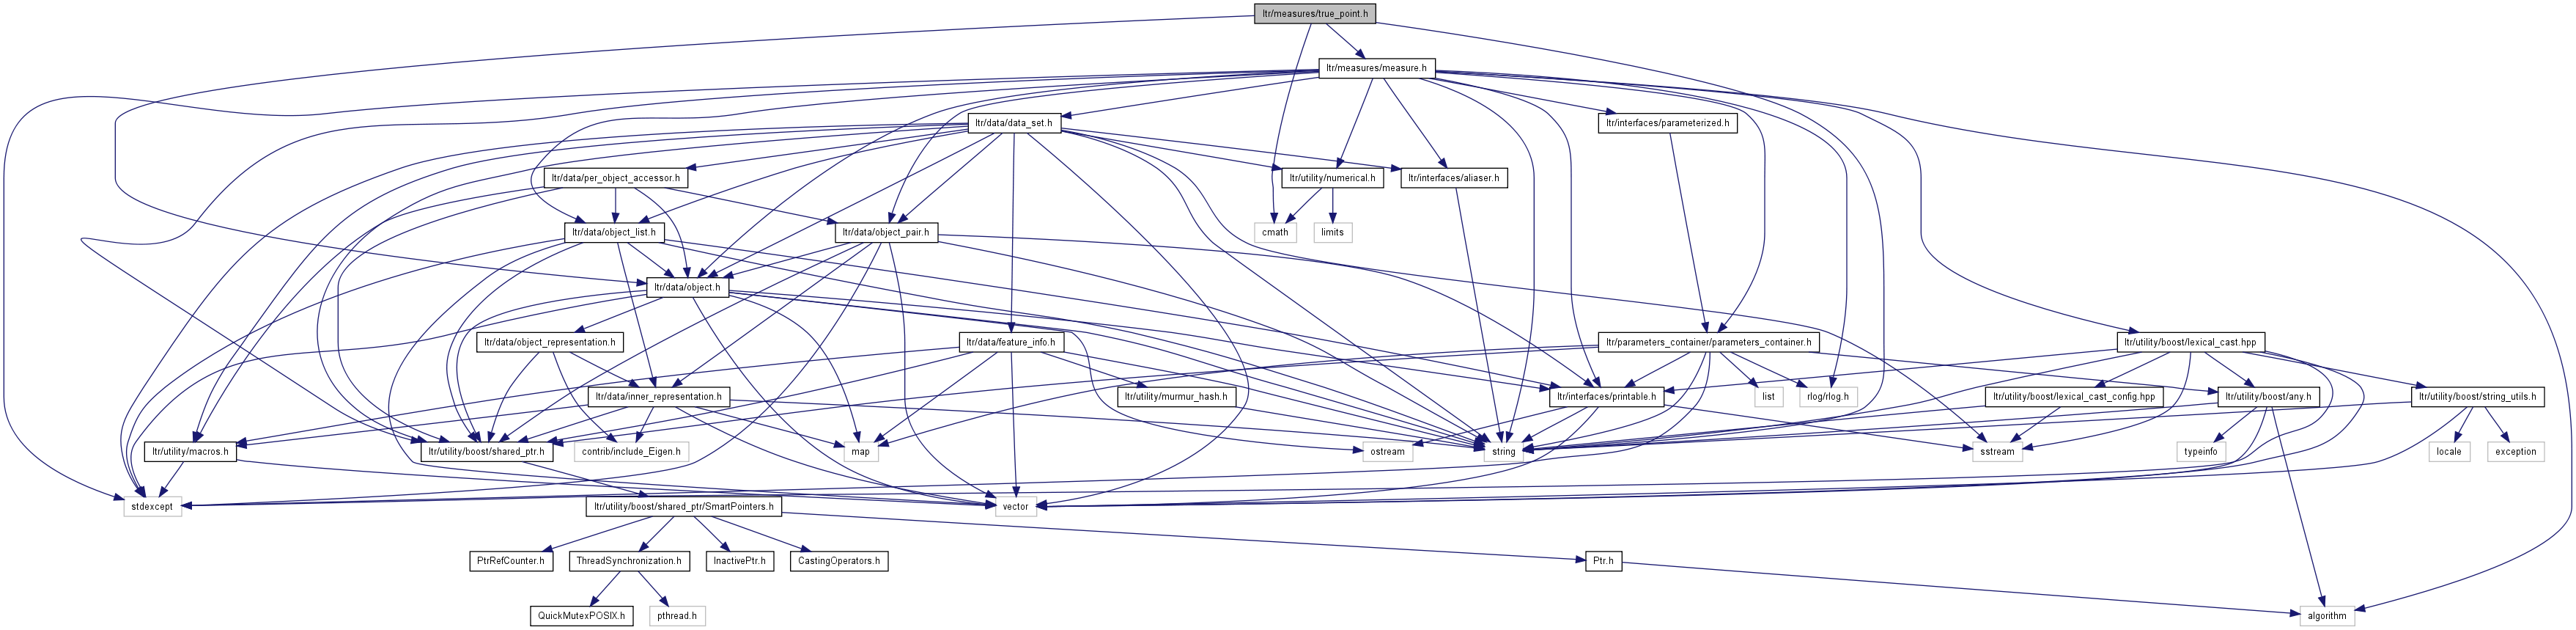 ltr/measures/true_point.h
ltr/measures/measure.h
ltr/data/data_set.h
ltr/interfaces/parameterized.h
ltr/data/per_object_accessor.h
ltr/utility/numerical.h
ltr/interfaces/aliaser.h
ltr/data/object_list.h
ltr/data/object_pair.h
cmath
limits
ltr/data/object.h
ltr/data/object_representation.h
ltr/data/feature_info.h
ltr/parameters_container/parameters_container.h
ltr/utility/boost/lexical_cast.hpp
ltr/data/inner_representation.h
ltr/utility/murmur_hash.h
ltr/interfaces/printable.h
list
rlog/rlog.h
ltr/utility/boost/lexical_cast_config.hpp
ltr/utility/boost/any.h
ltr/utility/boost/string_utils.h
ltr/utility/macros.h
ltr/utility/boost/shared_ptr.h
contrib/include_Eigen.h
map
ostream
string
sstream
typeinfo
locale
exception
stdexcept
ltr/utility/boost/shared_ptr/SmartPointers.h
vector
PtrRefCounter.h
ThreadSynchronization.h
InactivePtr.h
CastingOperators.h
Ptr.h
QuickMutexPOSIX.h
pthread.h
algorithm